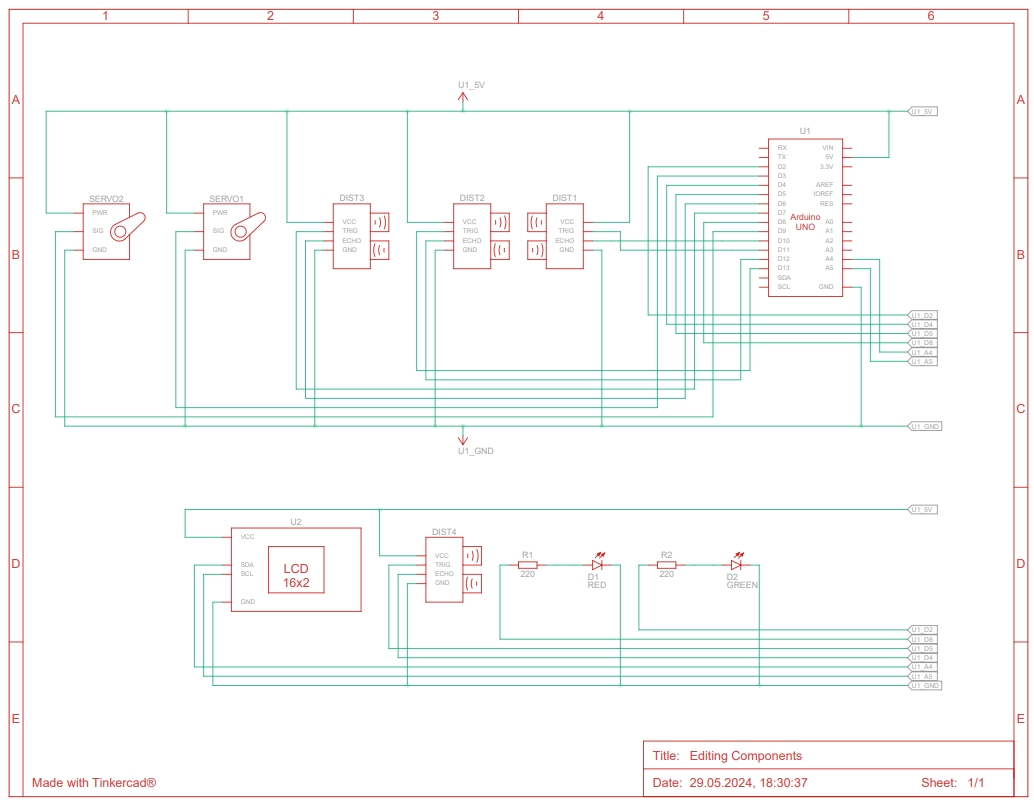 1 2 3 4 5 6
A A
U1_5V
U1_5V
U1
RX VIN
TX 5V
D2 3.3V
D3
D4 AREF
D5 IOREF
D6 RES
D7
Arduino
UNO
D8 A0
D9 A1
D10 A2
D11 A3
D12 A4
D13 A5
SDA
SCL GND
B B
SERVO2
PWR
SIG
GND
SERVO1
PWR
SIG
GND
DIST3
VCC
TRIG
ECHO
GND
DIST2
VCC
TRIG
ECHO
GND
DIST1
VCC
TRIG
ECHO
GND
U1_D2
U1_D4
U1_D5
U1_D8
U1_A4
U1_A5
C C
U1_GND
U1_GND
U1_5V
D D
U2
VCC
SDA
SCL
GND
LCD
16x2
DIST4
VCC
TRIG
ECHO
GND
R1
220
D1
RED
R2
220
D2
GREEN
U1_D2
U1_D8
U1_D5
U1_D4
U1_A4
U1_A5
U1_GND
E E
Title: Editing Components
Made with Tinkercad®
Date: 29.05.2024, 18:30:37 Sheet: 1/1